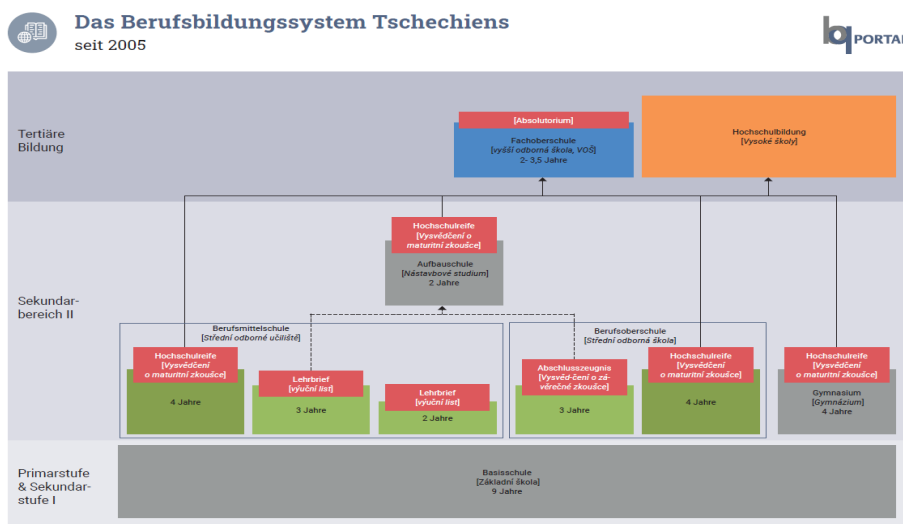 Das Berufsbildungssystem Tschechiens
seit 2005
bq PORTAL
Tertiäre
Bildung
[Absolutorium]
Fachoberschule
[vyšší odborná škola, VOŠ]
2- 3,5 Jahre
Hochschulbildung
[Vysoké školy]
Sekundar-
bereich II
Hochschulreife
[Vysvědčení o
maturitní zkoušce]
Aufbauschule
[Nástavbové studium]
2 Jahre
Berufsmittelschule
[Střední odborné učiliště]
Hochschulreife
[Vysvědčení
o maturitní zkoušce]
4 Jahre
Lehrbrief
[výuční list]
3 Jahre
Lehrbrief
[výuční list]
2 Jahre
Berufsoberschule
[Střední odborná škola]
Abschlusszeugnis
[Vysvěd-čení o zá-
věrečné zkoušce]
3 Jahre
Hochschulreife
[Vysvědčení
o maturitní zkoušce]
4 Jahre
Hochschulreife
[Vysvědčení
o maturitní zkoušce]
Gymnasium
[Gymnázium]
4 Jahre
Primarstufe
& Sekundar-
stufe I
Basisschule
[Základní škola]
9 Jahre